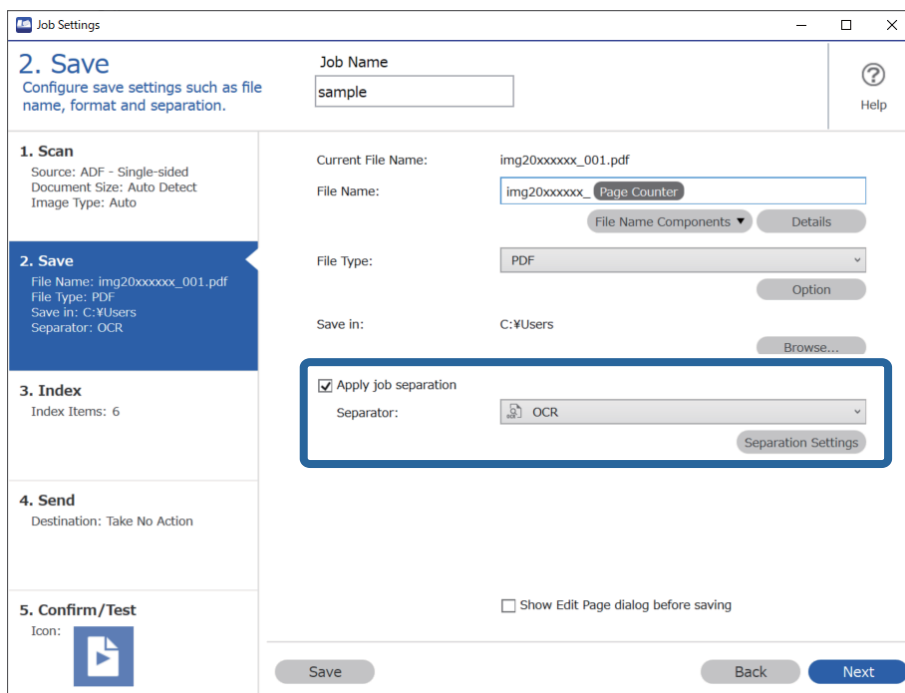 Job Settings
2. Save
Configure save settings such as file
name, format and separation.
Job Name
sample
Help
1. Scan
Source: ADF - Single-sided
Document Size: Auto Detect
Image Type: Auto
2. Save
File Name: img20xxxxxx_001.pdf
File Type: PDF
Save in: C:¥Users
Separator: OCR
3. Index
Index Items: 6
4. Send
Destination: Take No Action
5. Confirm/Test
Icon:
Current File Name: img20xxxxxx_001.pdf
File Name: img20xxxxxx_ Page Counter
File Name Components ▼ Details
File Type: PDF
Option
Save in: C:¥Users
Browse...
Apply job separation
Separator: OCR
Separation Settings
Show Edit Page dialog before saving
Save Back Next